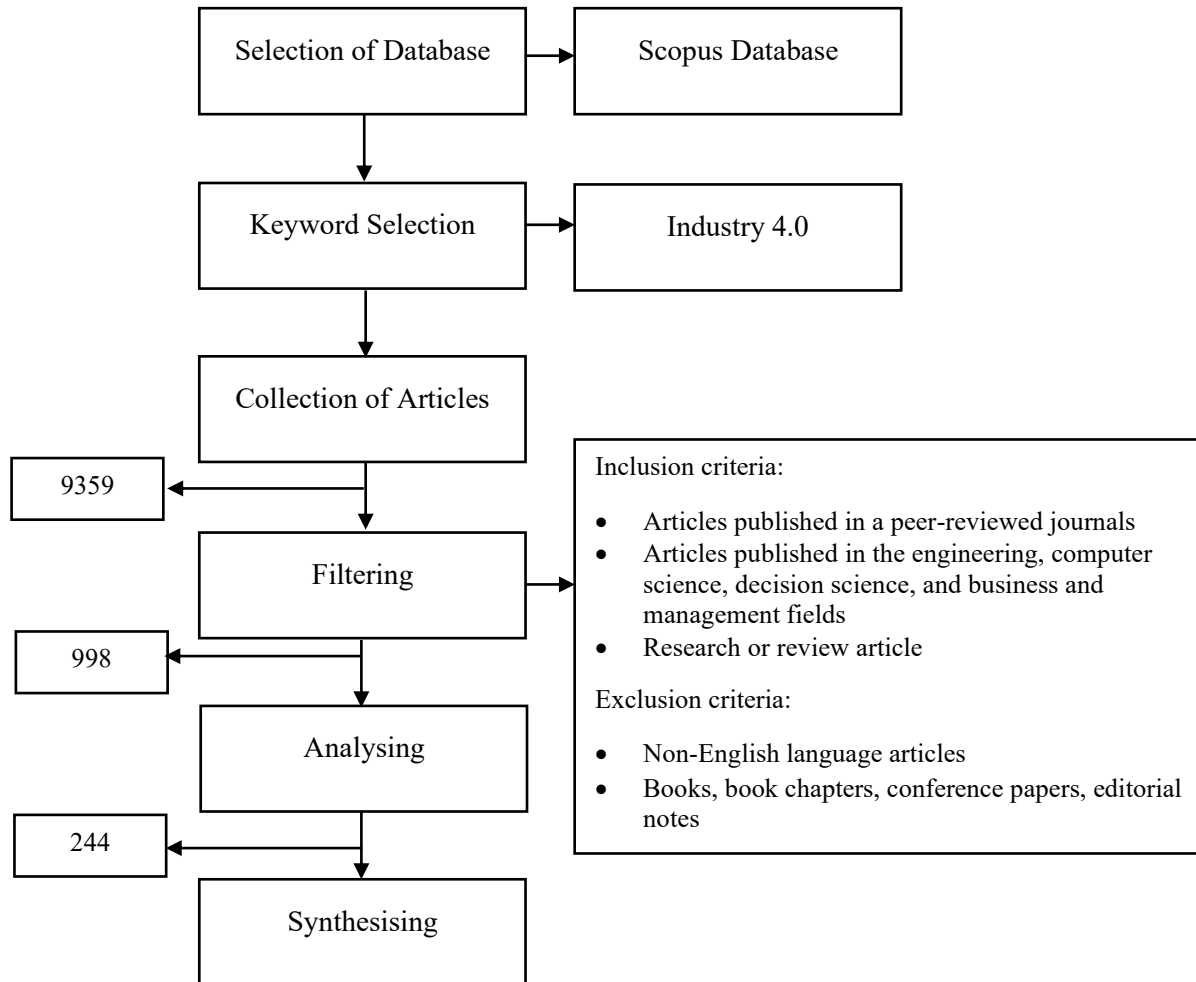 Selection of Database
Scopus Database
Keyword Selection
Industry 4.0
Collection of Articles
9359
Filtering
Inclusion criteria:
• Articles published in a peer-reviewed journals
• Articles published in the engineering, computer
science, decision science, and business and
management fields
• Research or review article
Exclusion criteria:
• Non-English language articles
• Books, book chapters, conference papers, editorial
notes
998
Analysing
244
Synthesising